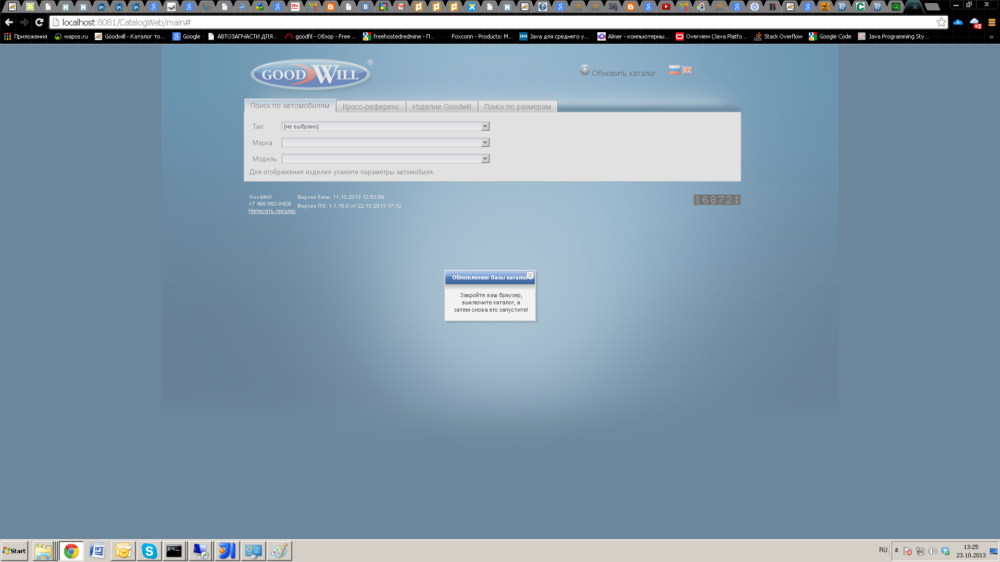 localhost:8081/CatalogWeb/main#
Приложения
wapos.ru
Goodwill - Каталог то...
Google
АВТОЗАПЧАСТИ ДЛЯ...
goodfil - Обзор - Free ...
freehostedredmine - П...
Foxconn - Products: M...
Java для среднего у...
Almer - компьютерны...
Overview (Java Platfo...
Stack Overflow
Google Code
Java Programming Sty...
»
GOODWILL ®
Обновить каталог
Поиск по автомобилям
Кросс-референс
Изделие Goodwill
Поиск по размерам
Тип
[не выбрано]
Марка
Модель
Для отображения изделия укажите параметры автомобиля.
GoodWill
+7 495 662-8429
Написать письмо
Версия базы: 11.10.2013 12:53:59
Версия ПО: 1.1.15.0 от 22.10.2013 17:12
168721
Обновление базы каталог
Закройте ваш браузер,
выключите каталог, а
затем снова его запустите!
Start
RU
13:25
23.10.2013